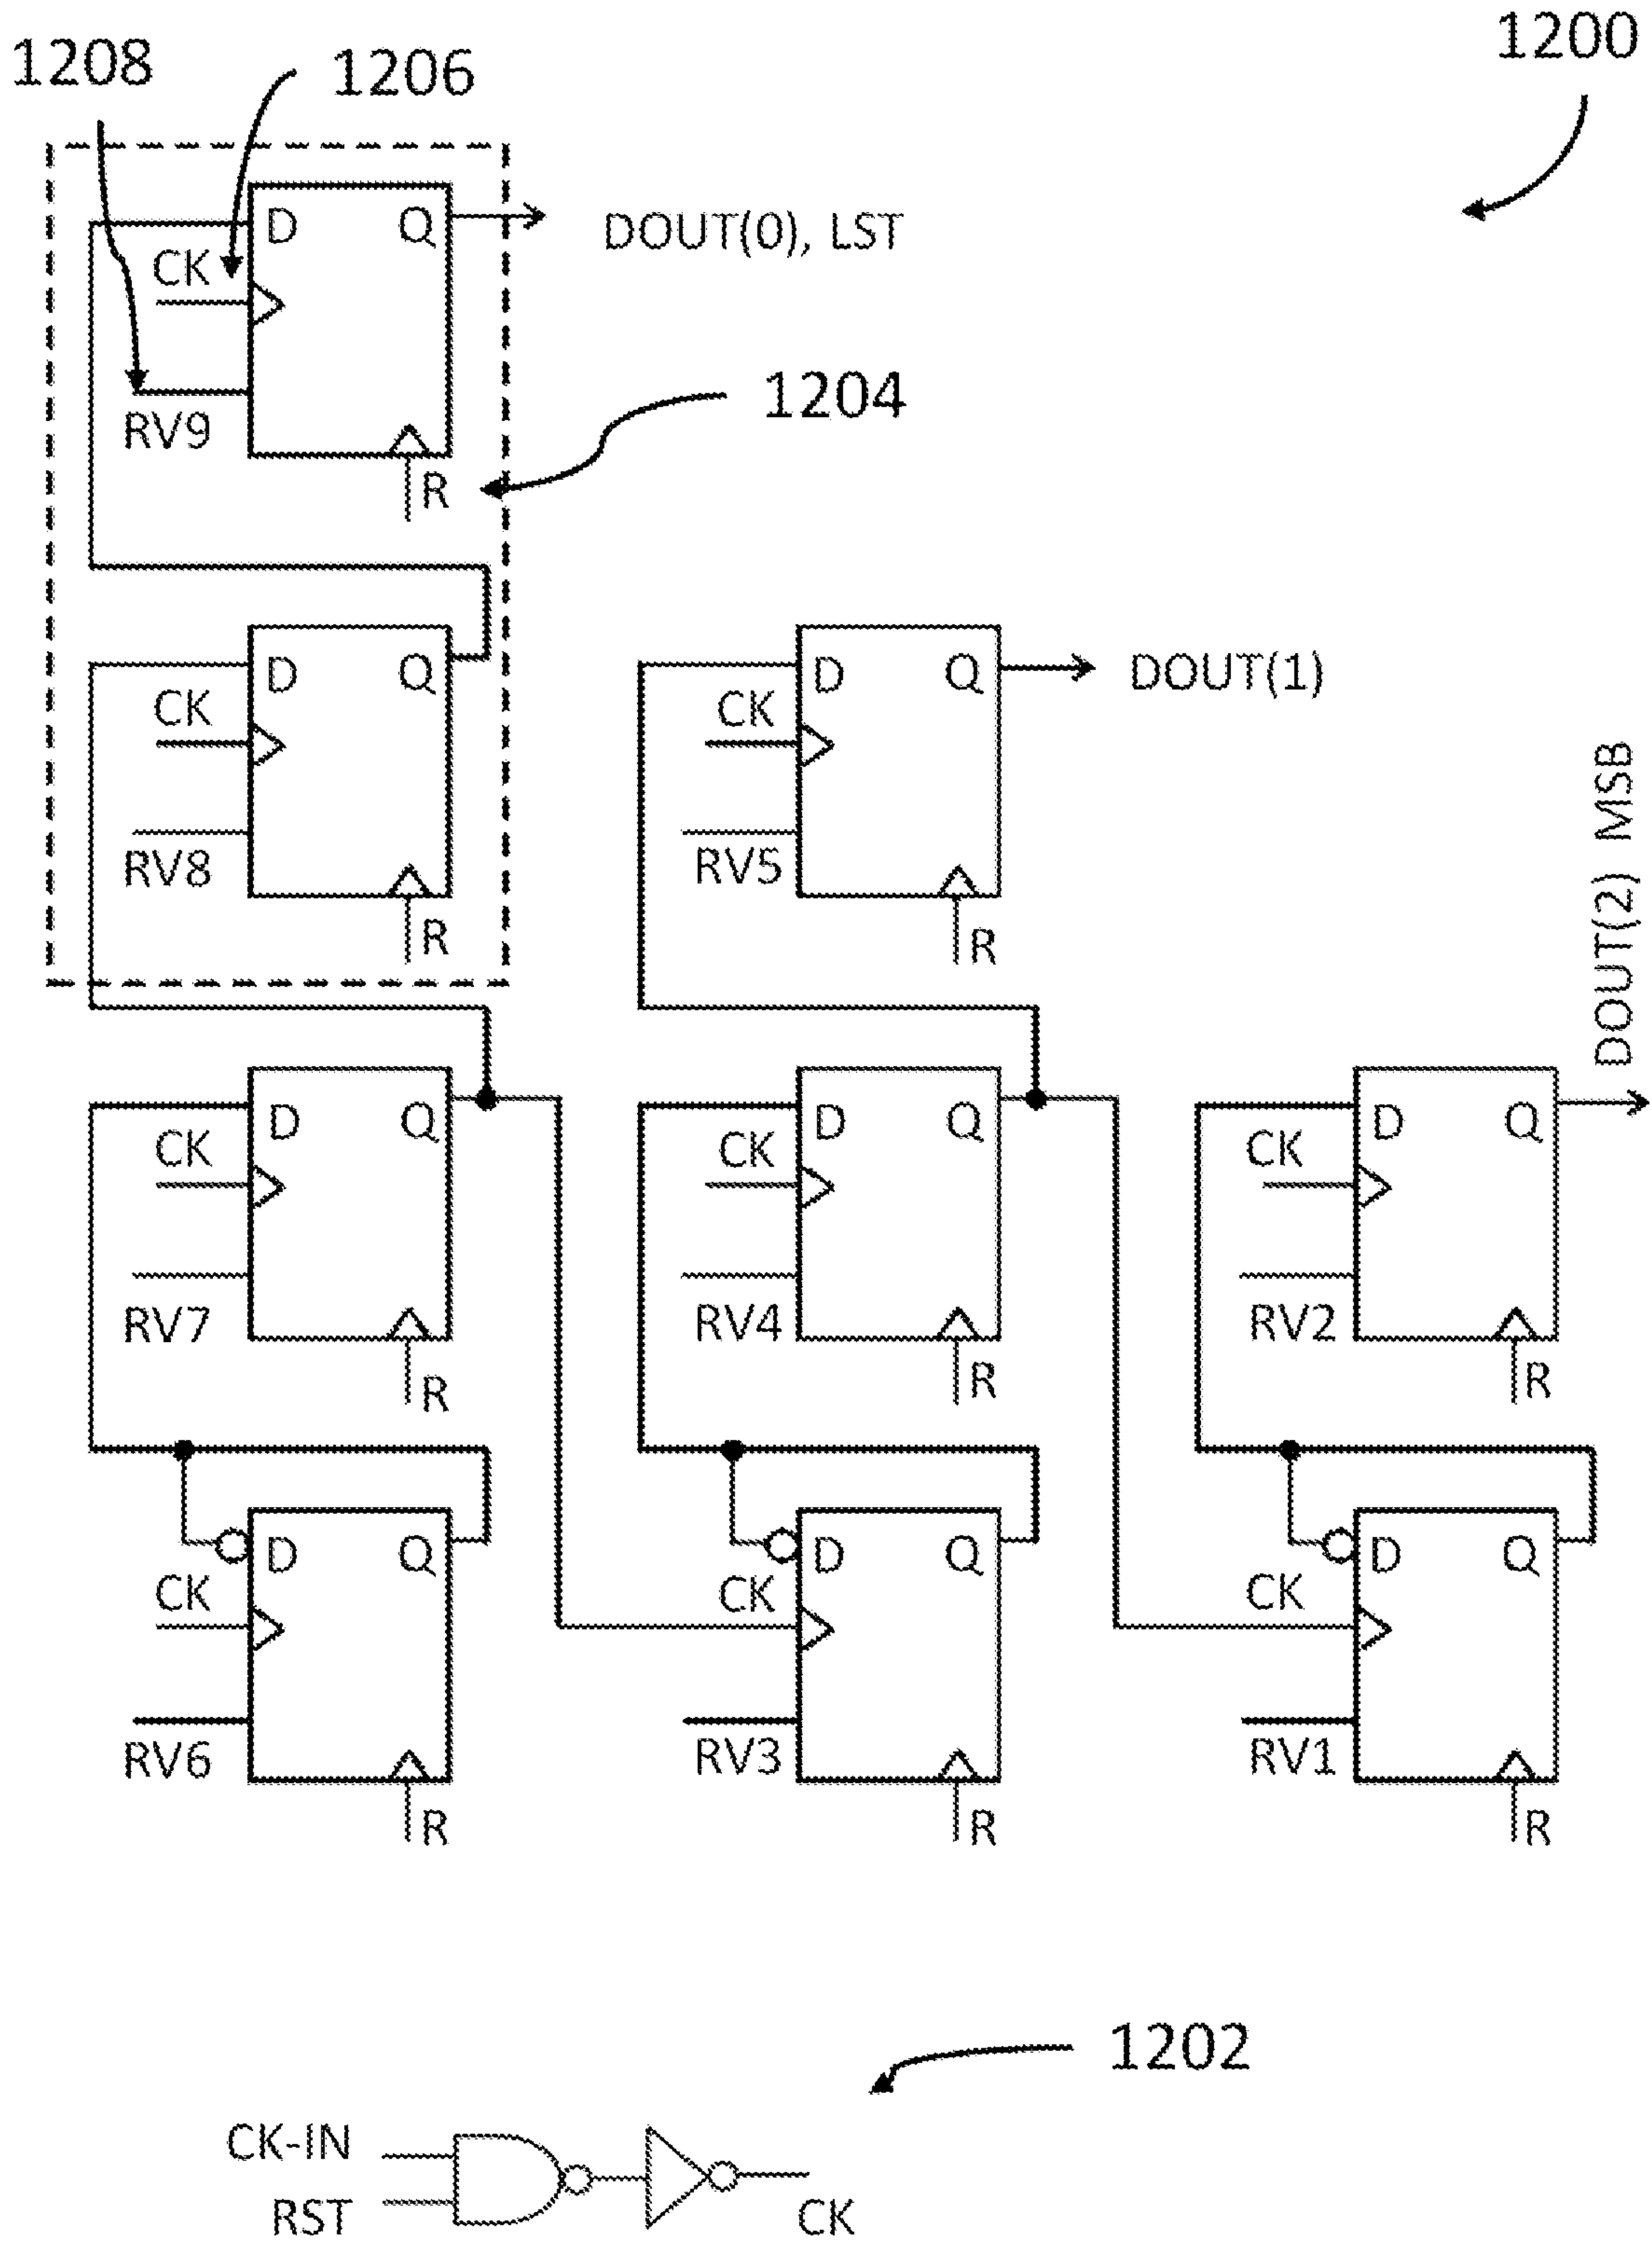 1208
1206
1200
D Q
DOUT(0), LST
CK
1204
RV9
R
D Q
D Q
DOUT(1)
CK
CK
DOUT(2) MSB
RV8
RV5
R
R
D Q
D Q
D Q
CK
CK
CK
RV7
RV4
RV2
R
R
R
D Q
D Q
D Q
CK
CK
CK
RV6
RV3
RV1
R
R
R
1202
CK-IN
RST
CK